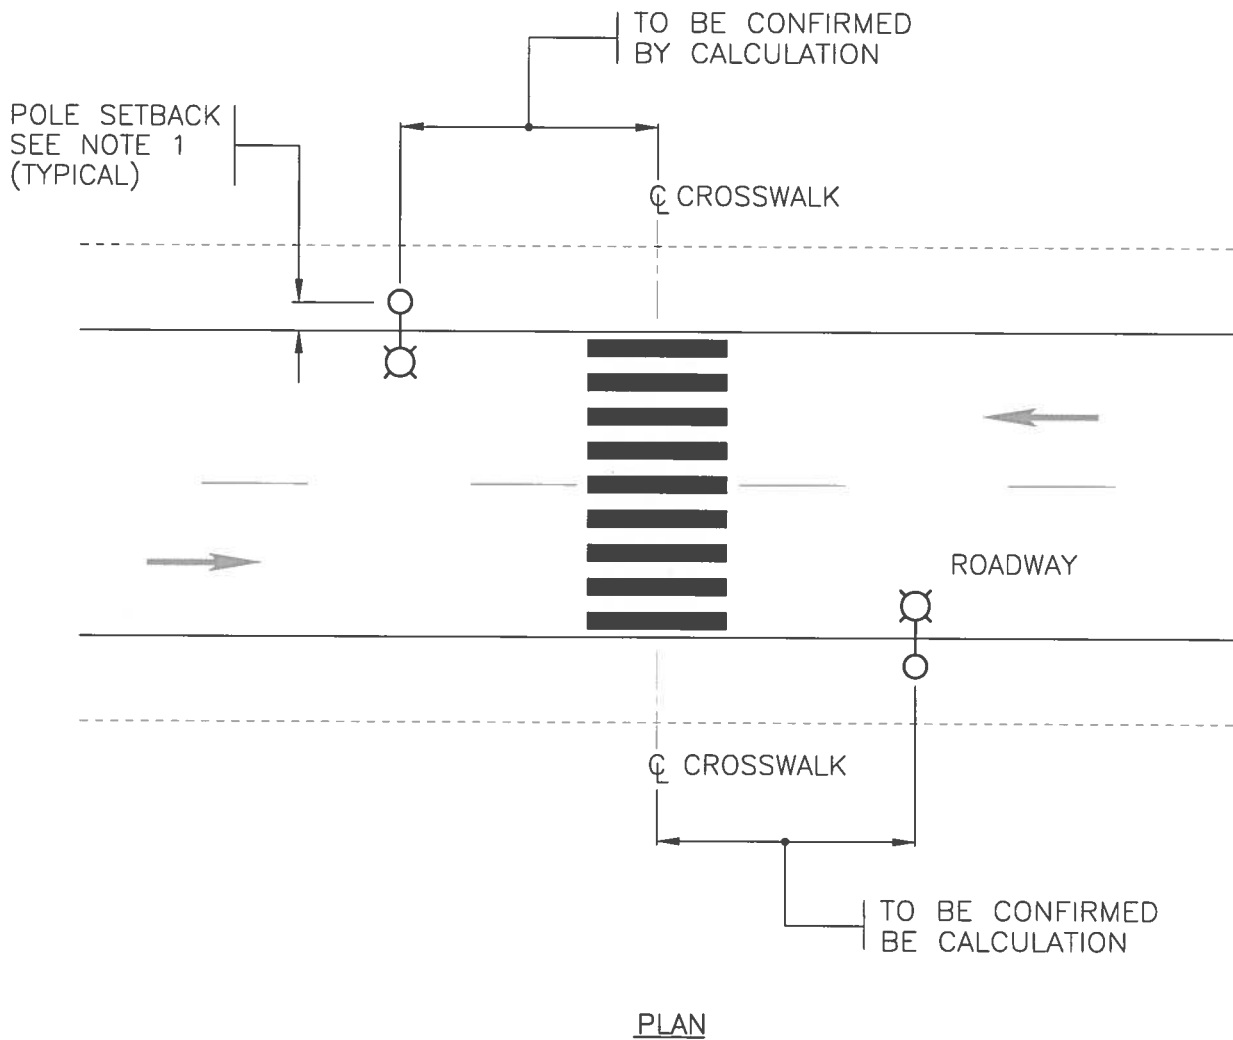 TO BE CONFIRMED
BY CALCULATION
POLE SETBACK
SEE NOTE 1
(TYPICAL)
℄ CROSSWALK
ROADWAY
℄ CROSSWALK
TO BE CONFIRMED
BE CALCULATION
PLAN